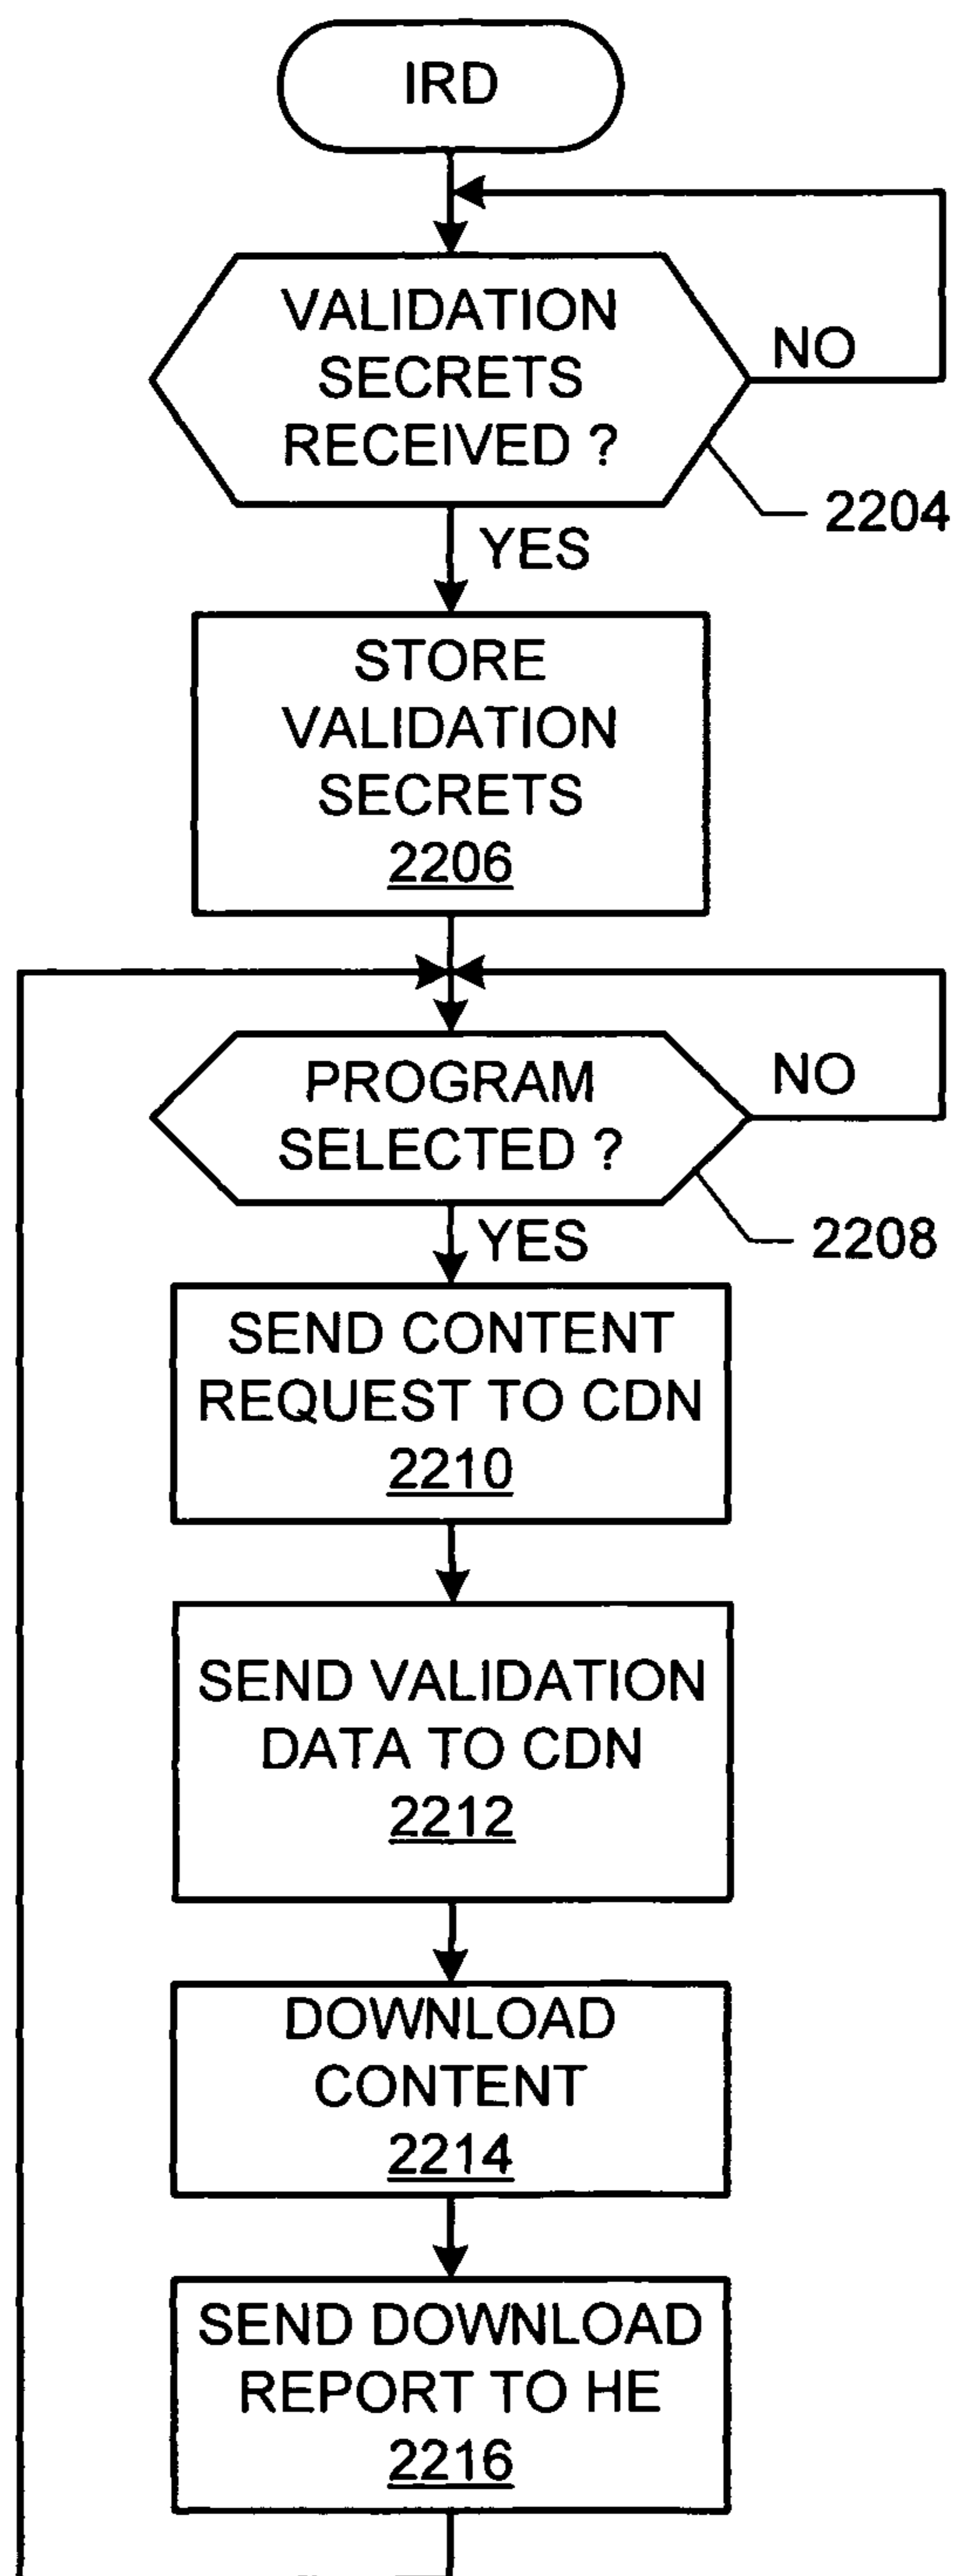 IRD
VALIDATION
SECRETS
RECEIVED ?
NO
2204
YES
STORE
VALIDATION
SECRETS
2206
PROGRAM
SELECTED ?
NO
2208
YES
SEND CONTENT
REQUEST TO CDN
2210
SEND VALIDATION
DATA TO CDN
2212
DOWNLOAD
CONTENT
2214
SEND DOWNLOAD
REPORT TO HE
2216